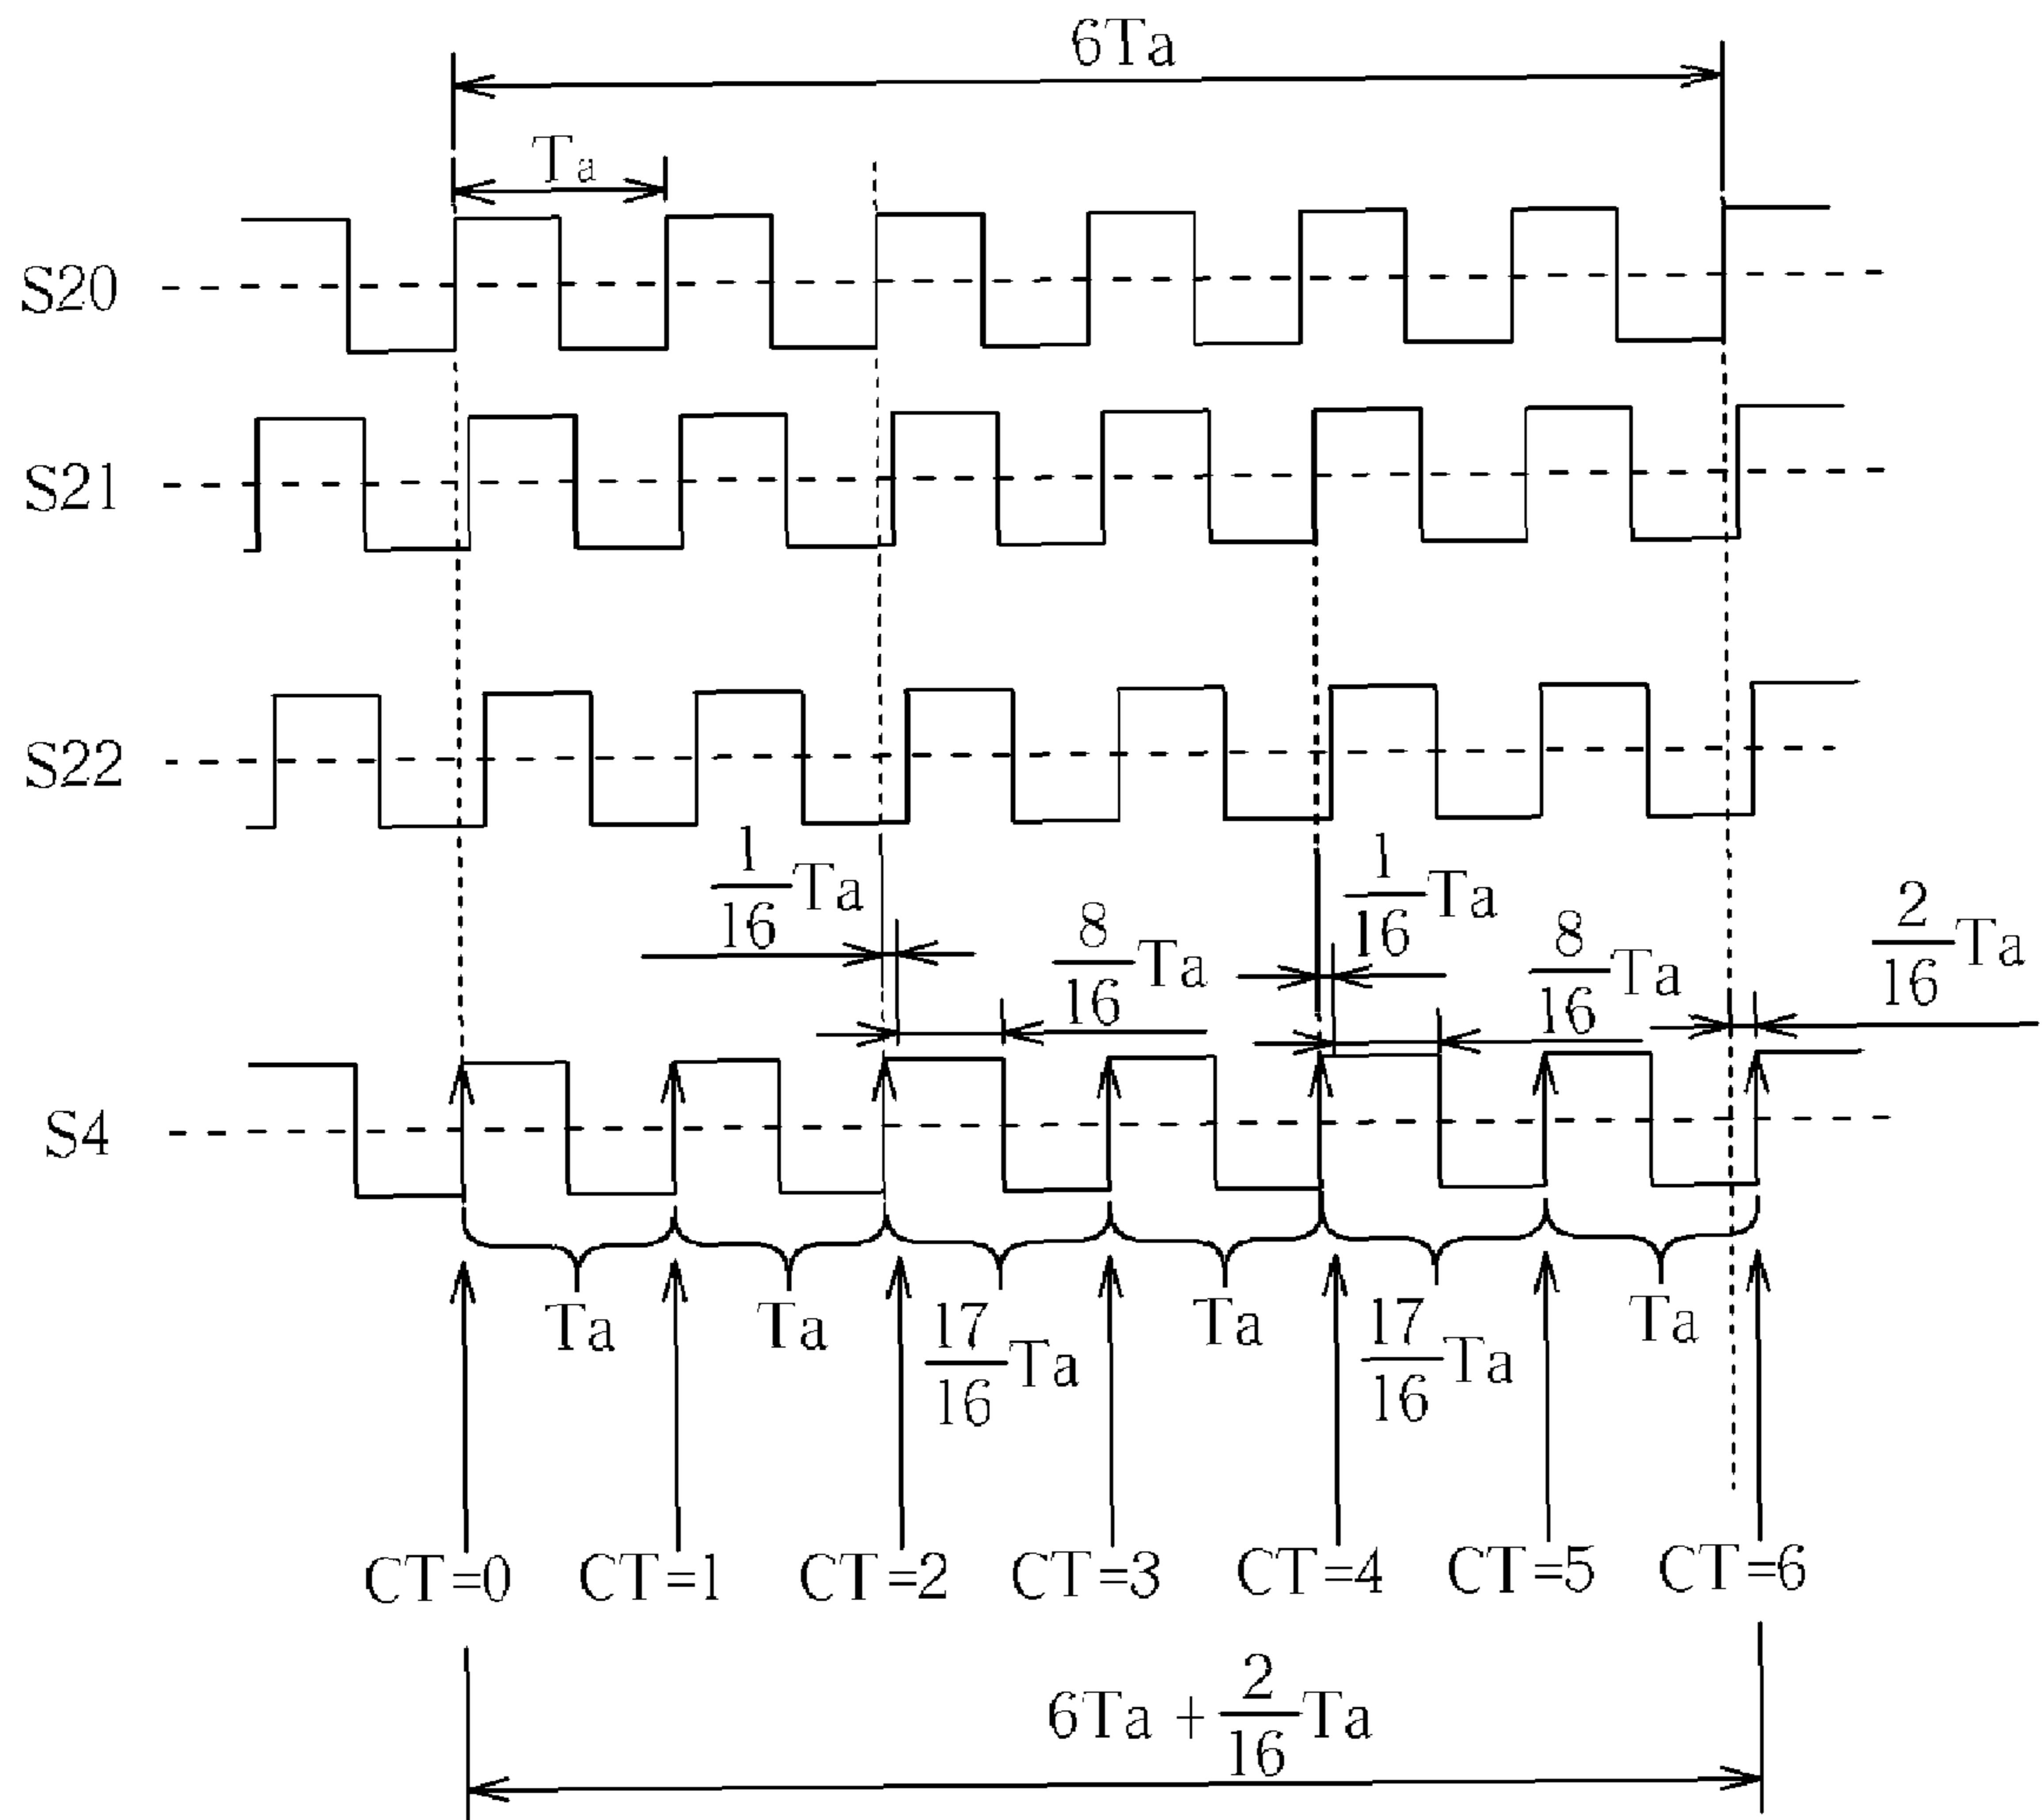 6Ta
Ta
S20
S21
S22
1/16 Ta
8/16 Ta
1/16 Ta
8/16 Ta
2/16 Ta
S4
Ta
Ta
17/16 Ta
Ta
17/16 Ta
Ta
CT=0 CT=1 CT=2 CT=3 CT=4 CT=5 CT=6
6Ta + 2/16 Ta